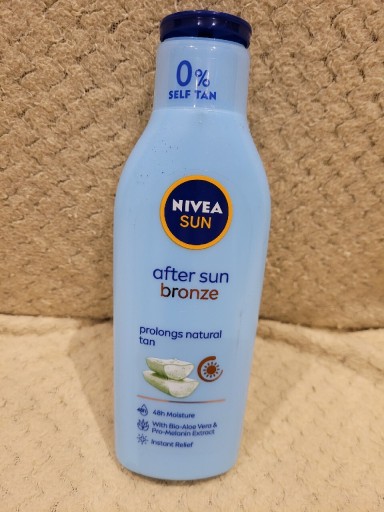 0%
SELF TAN
NIVEA
SUN
after sun
bronze
prolongs natural
tan
48h Moisture
With Bio-Aloe Vera &
Pro-Melanin Extract
Instant Relief